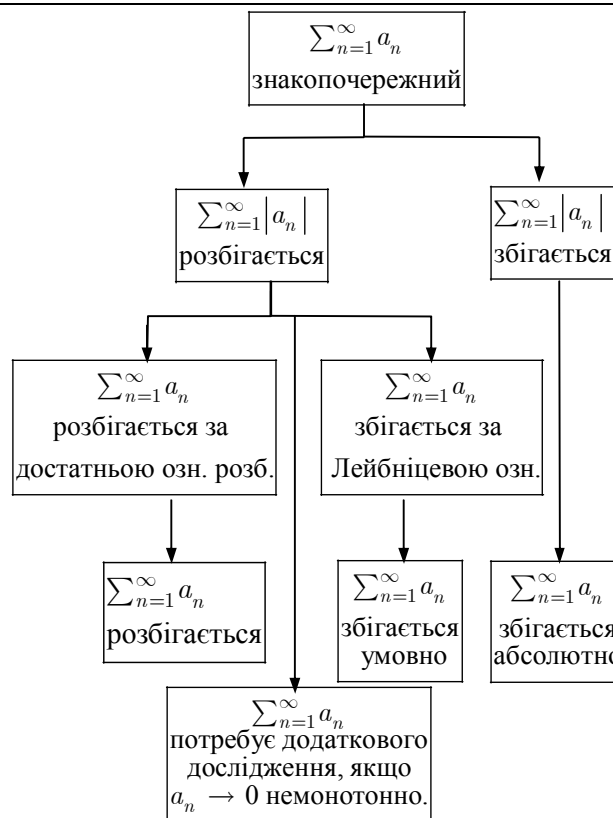 ∑_{n=1}^{∞} a_n
знакопочережний
∑_{n=1}^{∞} |a_n|
розбігається
∑_{n=1}^{∞} |a_n|
збігається
∑_{n=1}^{∞} a_n
розбігається за
достатньою озн. розб.
∑_{n=1}^{∞} a_n
збігається за
Лейбніцевою озн.
∑_{n=1}^{∞} a_n
розбігається
∑_{n=1}^{∞} a_n
збігається
умовно
∑_{n=1}^{∞} a_n
збігається
абсолютно
∑_{n=1}^{∞} a_n
потребує додаткового
дослідження, якщо
a_n → 0 немонотонно.